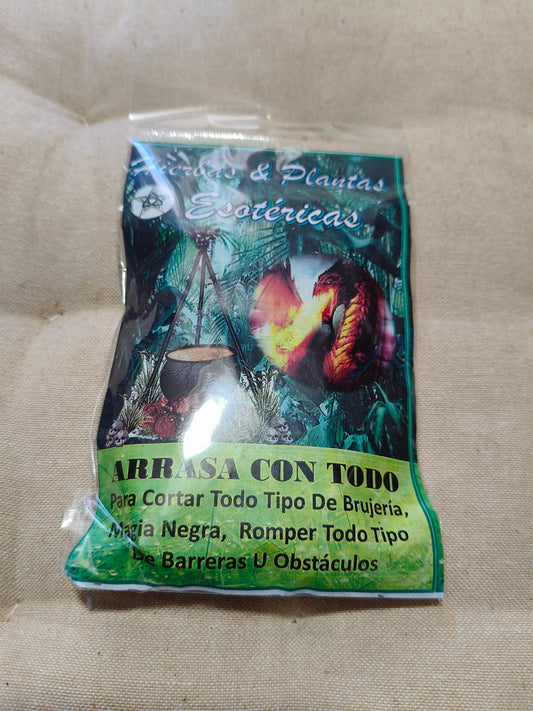 Hierbas & Plantas
Esotéricas
ARRASA CON TODO
Para Cortar Todo Tipo De Brujería,
Magia Negra, Romper Todo Tipo
De Barreras U Obstáculos